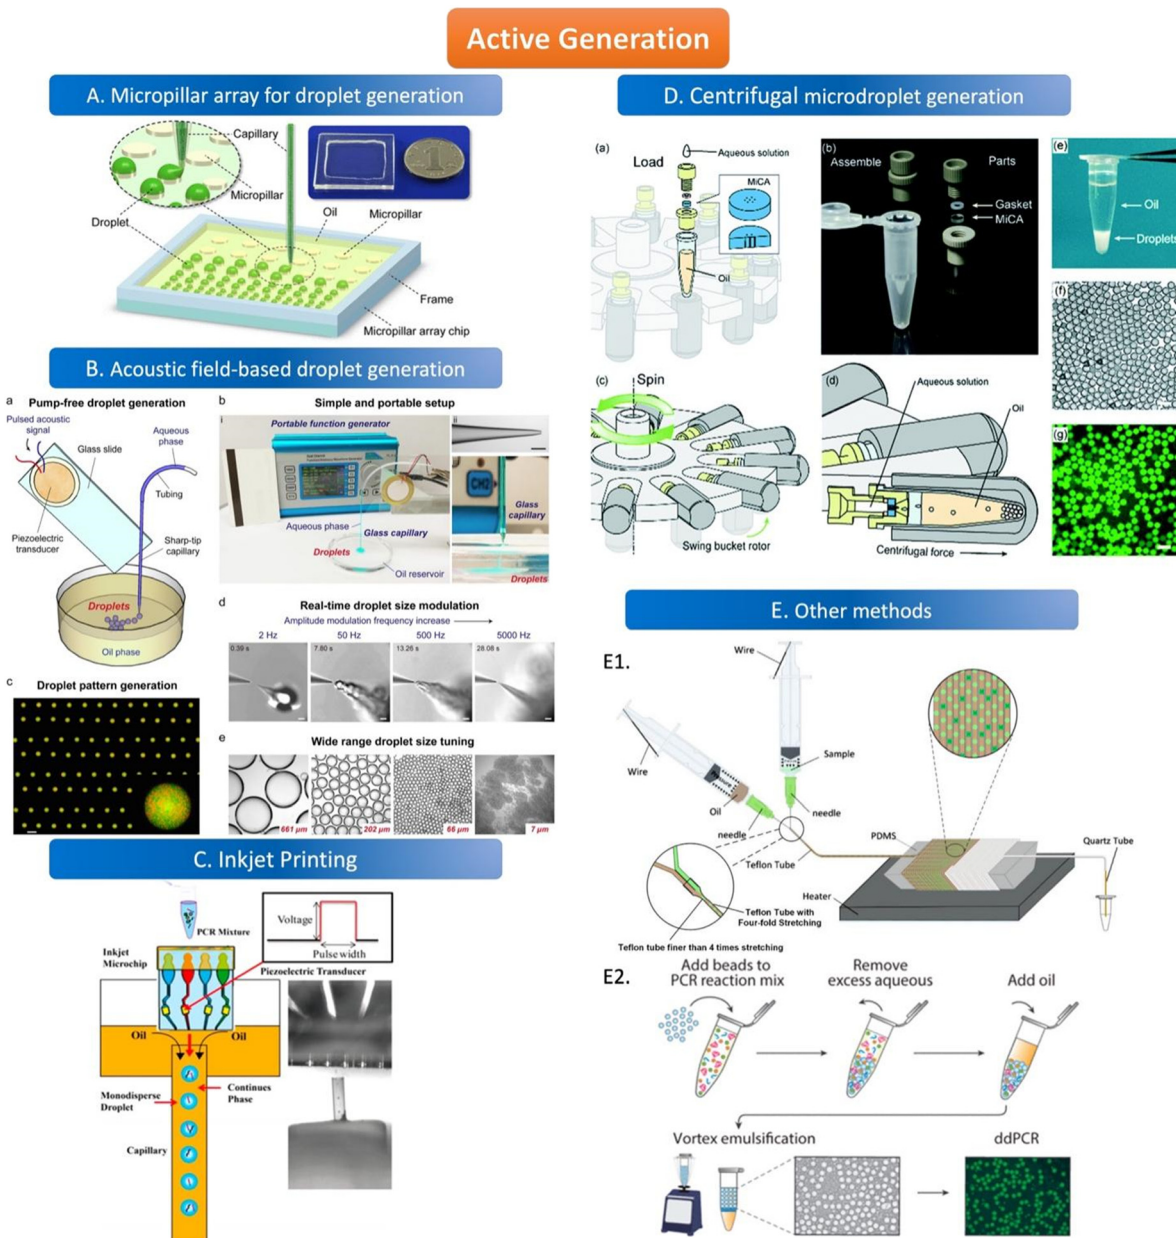 Active Generation
A. Micropillar array for droplet generation
Capillary
Micropillar
Droplet
Oil
Micropillar
Frame
Micropillar array chip
B. Acoustic field-based droplet generation
a
Pump-free droplet generation
Pulsed acoustic
signal
Glass slide
Aqueous
phase
Tubing
Piezoelectric
transducer
Sharp-tip
capillary
Droplets
Oil phase
b
Simple and portable setup
i
Portable function generator
Aqueous phase
Glass capillary
Droplets
Oil reservoir
ii
CH2
Glass
capillary
Droplets
c
Droplet pattern generation
d
Real-time droplet size modulation
Amplitude modulation frequency increase
2 Hz
50 Hz
500 Hz
5000 Hz
0.39 s
7.80 s
13.26 s
28.08 s
e
Wide range droplet size tuning
661 μm
202 μm
66 μm
7 μm
C. Inkjet Printing
PCR Mixture
Inkjet
Microchip
Voltage
Pulse width
Piezoelectric Transducer
Oil
Oil
Continues
Phase
Monodisperse
Droplet
Capillary
D. Centrifugal microdroplet generation
(a)
Load
Aqueous solution
MiCA
Oil
(b)
Assemble
Parts
Gasket
MiCA
(c)
Spin
Swing bucket rotor
(d)
Aqueous solution
Oil
Centrifugal force
(e)
Oil
Droplets
(f)
(g)
E. Other methods
E1.
Wire
Wire
Sample
Oil
needle
needle
Teflon Tube
PDMS
Quartz Tube
Heater
Teflon Tube with
Four-fold Stretching
Teflon tube finer than 4 times stretching
E2.
Add beads to
PCR reaction mix
Remove
excess aqueous
Add oil
Vortex emulsification
ddPCR